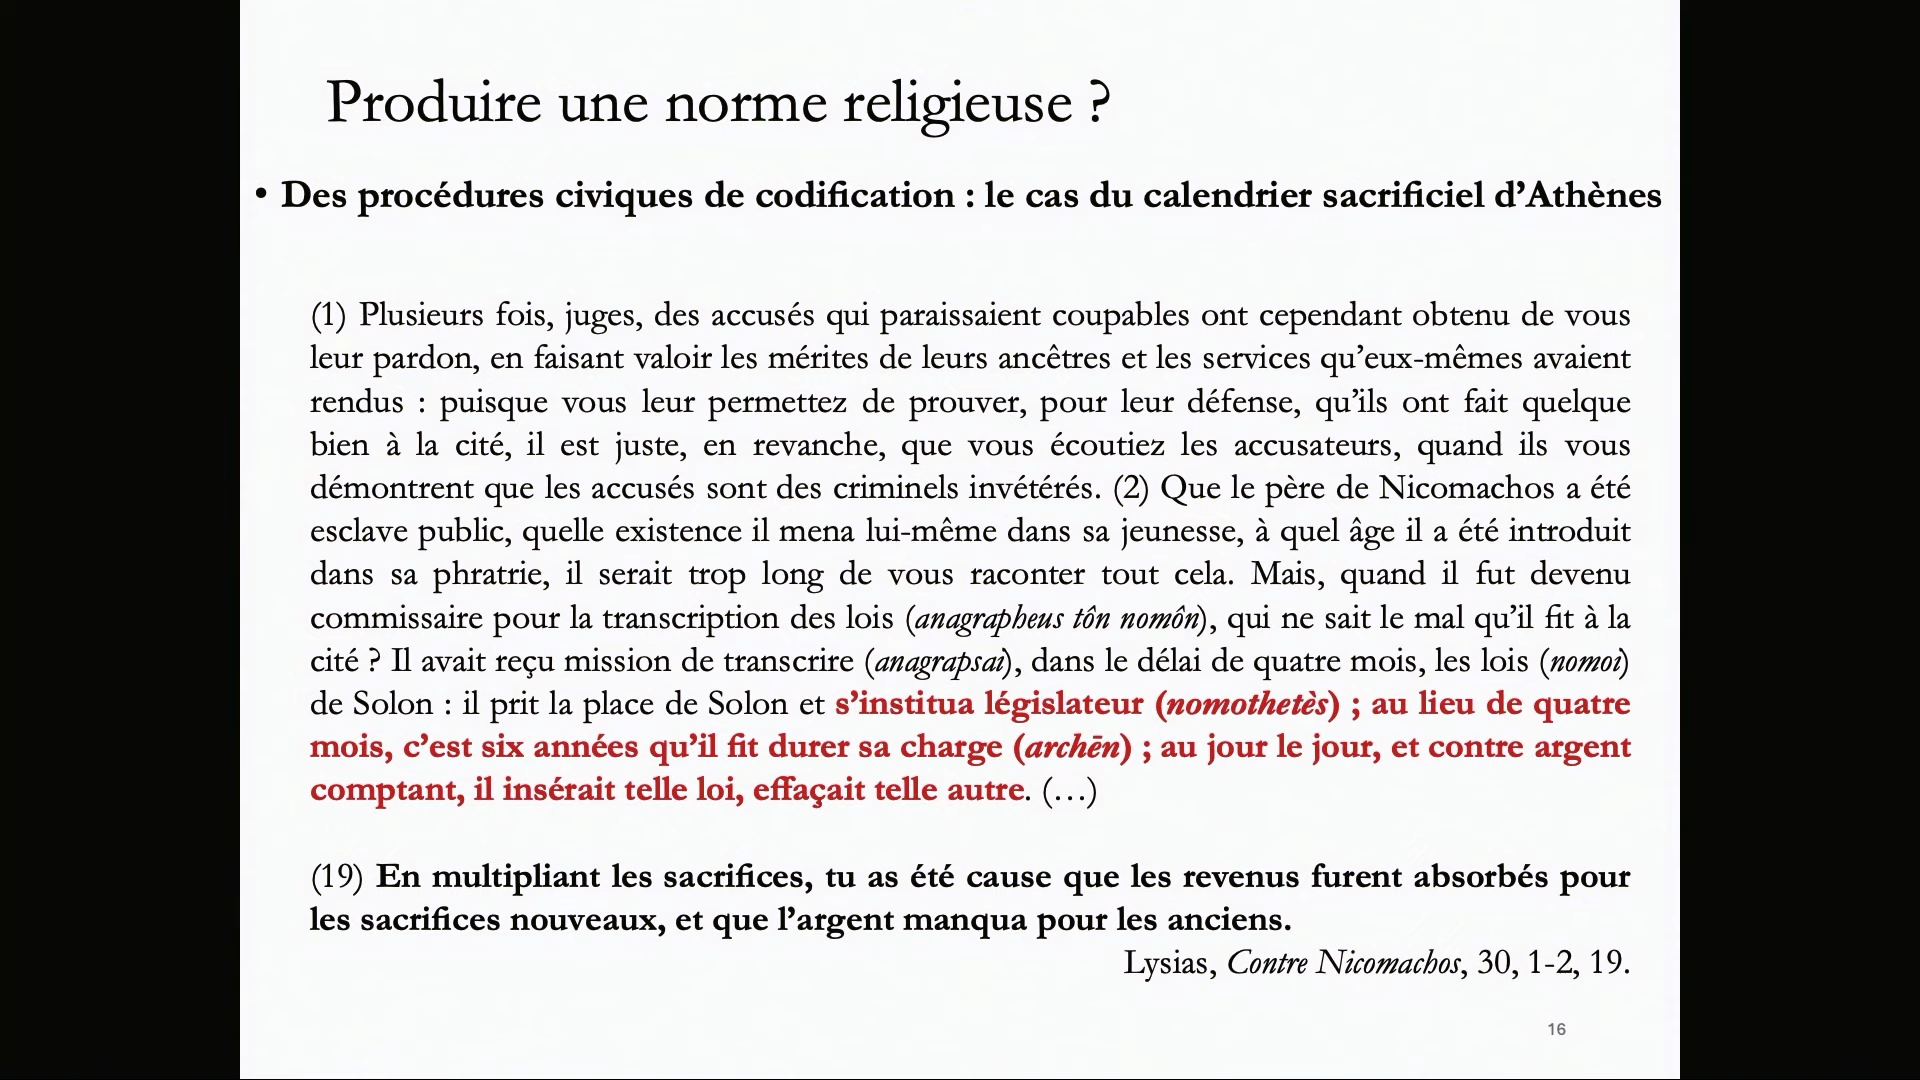 Produire une norme religieuse ?
• Des procédures civiques de codification : le cas du calendrier sacrificiel d’Athènes
(1) Plusieurs fois, juges, des accusés qui paraissaient coupables ont cependant obtenu de vous
leur pardon, en faisant valoir les mérites de leurs ancêtres et les services qu’eux-mêmes avaient
rendus : puisque vous leur permettez de prouver, pour leur défense, qu’ils ont fait quelque
bien à la cité, il est juste, en revanche, que vous écoutiez les accusateurs, quand ils vous
démontrent que les accusés sont des criminels invétérés. (2) Que le père de Nicomachos a été
esclave public, quelle existence il mena lui-même dans sa jeunesse, à quel âge il a été introduit
dans sa phratrie, il serait trop long de vous raconter tout cela. Mais, quand il fut devenu
commissaire pour la transcription des lois (anagrapheus tôn nomôn), qui ne sait le mal qu’il fit à la
cité ? Il avait reçu mission de transcrire (anagrapsai), dans le délai de quatre mois, les lois (nomoi)
de Solon : il prit la place de Solon et s’institua législateur (nomothetès) ; au lieu de quatre
mois, c’est six années qu’il fit durer sa charge (archēn) ; au jour le jour, et contre argent
comptant, il insérait telle loi, effaçait telle autre. (…)
(19) En multipliant les sacrifices, tu as été cause que les revenus furent absorbés pour
les sacrifices nouveaux, et que l’argent manqua pour les anciens.
Lysias, Contre Nicomachos, 30, 1-2, 19.
16